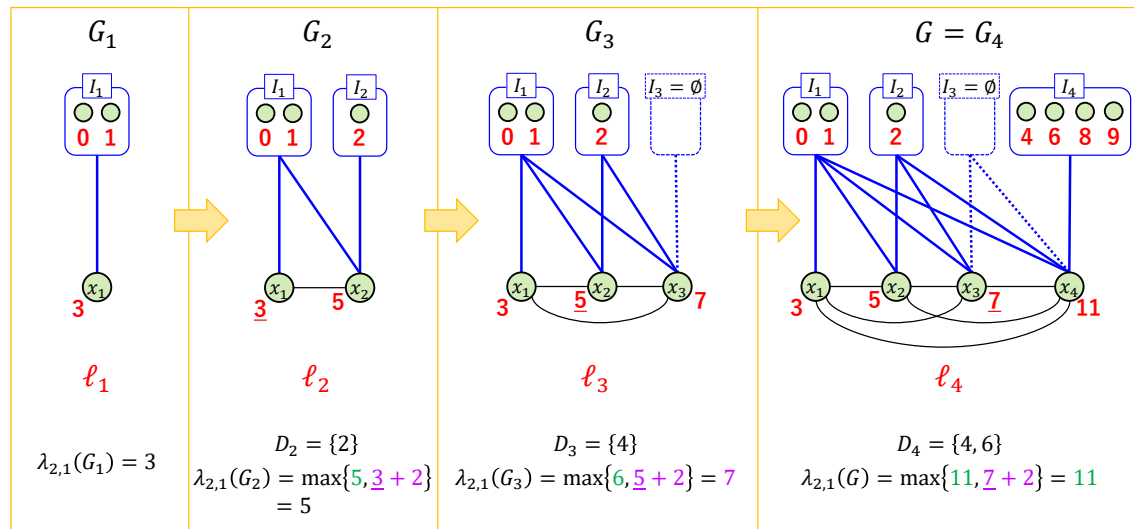 G₁
I₁
0 1
x₁
3
ℓ₁
λ₂,₁(G₁) = 3
G₂
I₁ I₂
0 1 2
x₁ x₂
3 5
ℓ₂
D₂ = {2}
λ₂,₁(G₂) = max{5, 3 + 2}
= 5
G₃
I₁ I₂ I₃ = ∅
0 1 2
x₁ x₂ x₃
3 5 7
ℓ₃
D₃ = {4}
λ₂,₁(G₃) = max{6, 5 + 2} = 7
G = G₄
I₁ I₂ I₃ = ∅ I₄
0 1 2 4 6 8 9
x₁ x₂ x₃ x₄
3 5 7 11
ℓ₄
D₄ = {4, 6}
λ₂,₁(G) = max{11, 7 + 2} = 11